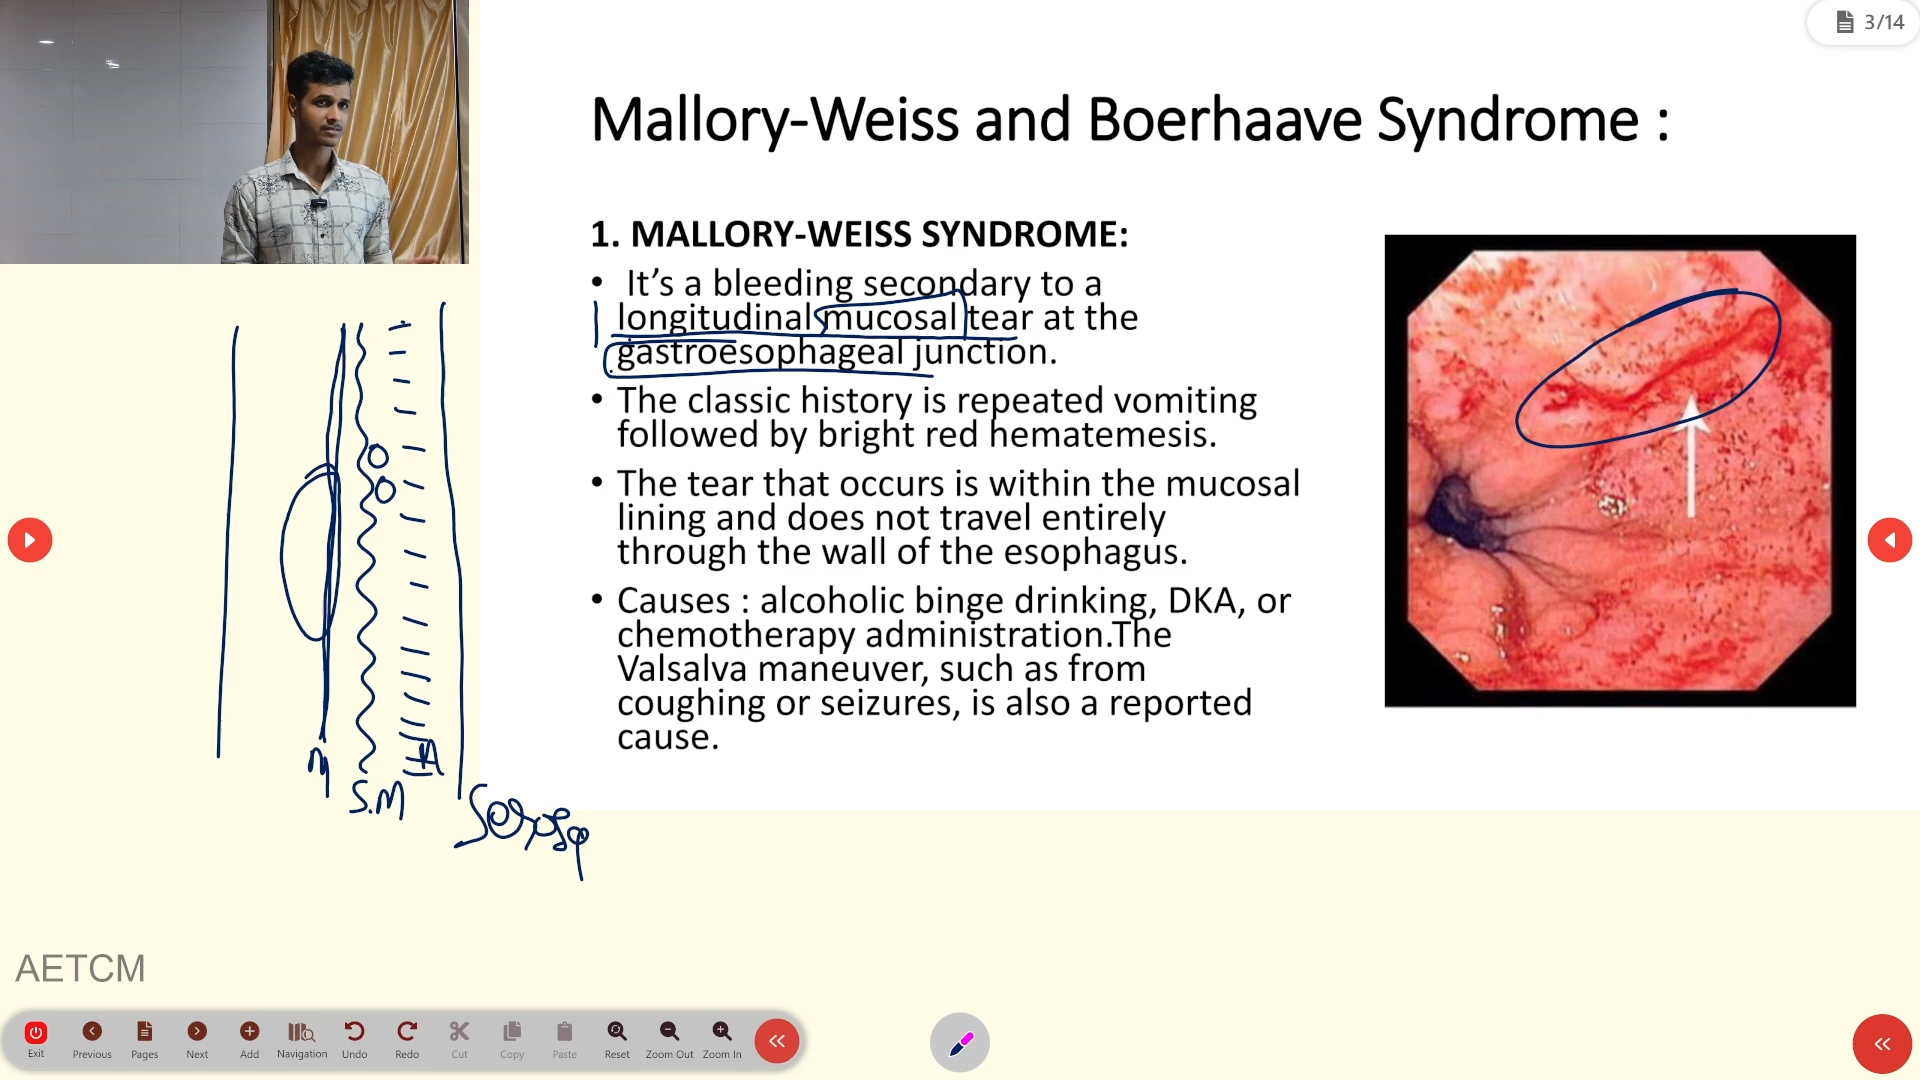 3/14
Mallory-Weiss and Boerhaave Syndrome :
1. MALLORY-WEISS SYNDROME:
• It’s a bleeding secondary to a
longitudinal mucosal tear at the
gastroesophageal junction.
• The classic history is repeated vomiting
followed by bright red hematemesis.
• The tear that occurs is within the mucosal
lining and does not travel entirely
through the wall of the esophagus.
• Causes : alcoholic binge drinking, DKA, or
chemotherapy administration.The
Valsalva maneuver, such as from
coughing or seizures, is also a reported
cause.
M
S.M
Serosa
AETCM
Exit Previous Pages Next Add Navigation Undo Redo Cut Copy Paste Reset Zoom Out Zoom In